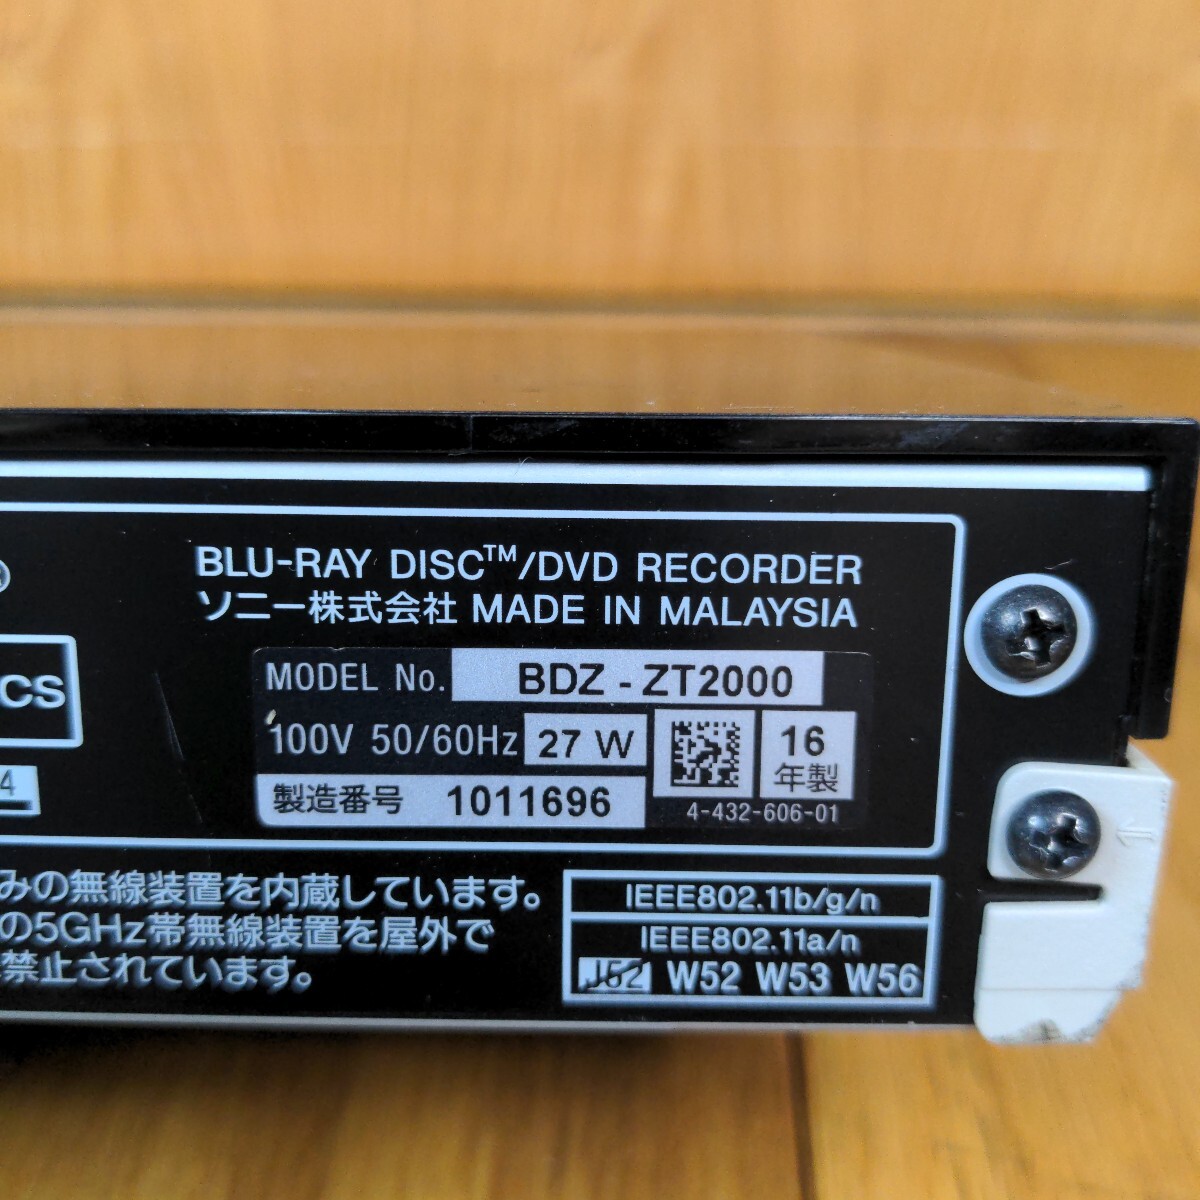 BLU-RAY DISC™/DVD RECORDER
ソニー株式会社 MADE IN MALAYSIA
CS
4
MODEL No. BDZ - ZT2000
100V 50/60Hz 27 W
16
年製
製造番号 1011696
4-432-606-01
みの無線装置を内蔵しています。
の5GHz帯無線装置を屋外で
禁止されています。
IEEE802.11b/g/n
IEEE802.11a/n
J52 W52 W53 W56